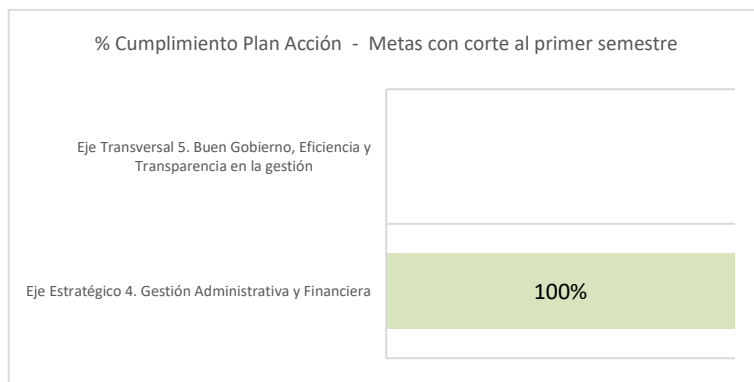 % Cumplimiento Plan Acción - Metas con corte al primer semestre
Eje Transversal 5. Buen Gobierno, Eficiencia y
Transparencia en la gestión
Eje Estratégico 4. Gestión Administrativa y Financiera
100%